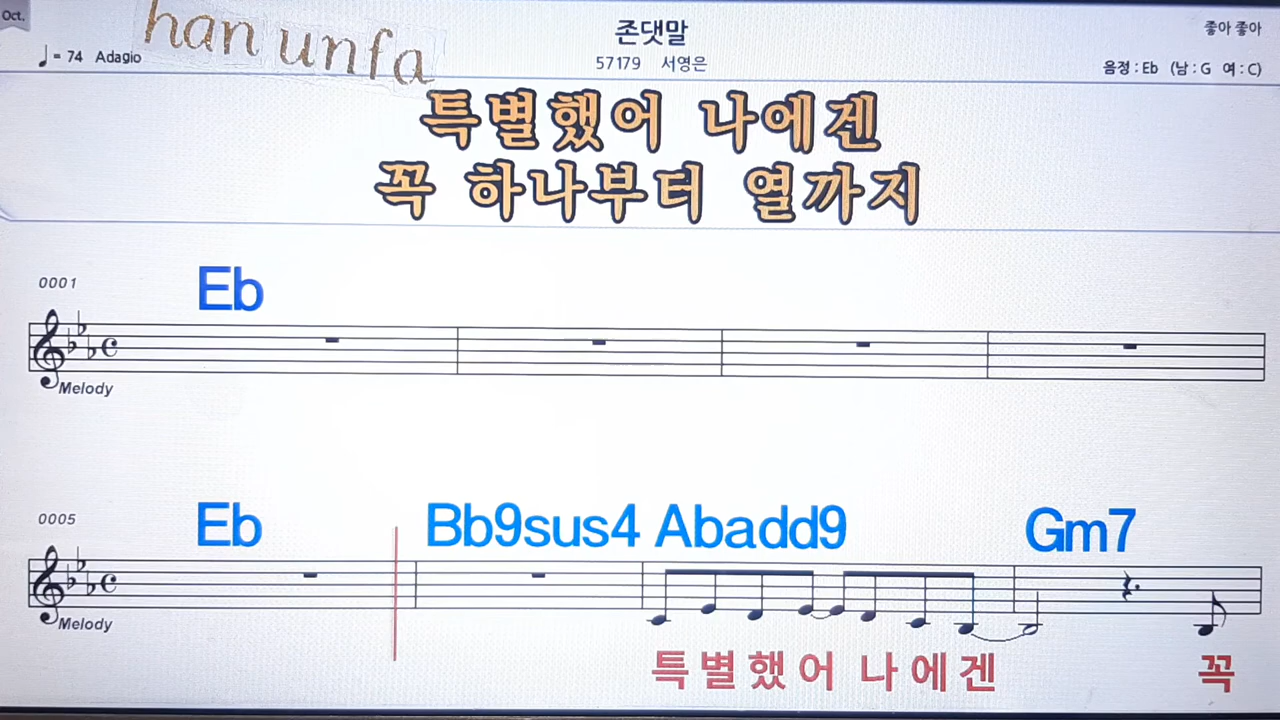 Oct.
han unfa
♩= 74 Adagio
존댓말
57179 서영은
좋아 좋아
음정 : Eb (남 : G 여 : C)
특별했어 나에겐
꼭 하나부터 열까지
0001
Eb
Melody
0005
Eb Bb9sus4 Abadd9 Gm7
Melody
특별했어 나에겐 꼭